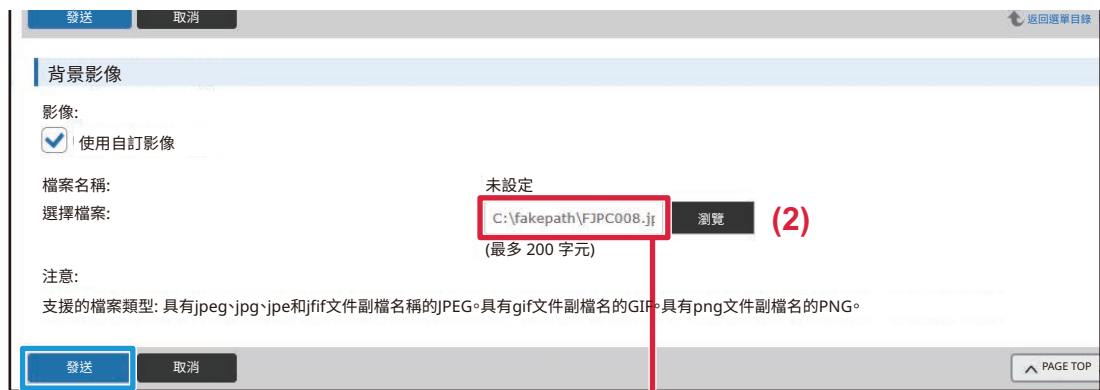 發送 取消 返回選單目錄
背景影像
影像:
使用自訂影像
檔案名稱: 未設定
選擇檔案: C:\fakepath\FJPC008.j 瀏覽 (2)
(最多 200 字元)
注意:
支援的檔案類型: 具有jpeg、jpg、jpe和jfif文件副檔名稱的JPEG。具有gif文件副檔名的GIF。具有png文件副檔名的PNG。
發送 取消 PAGE TOP